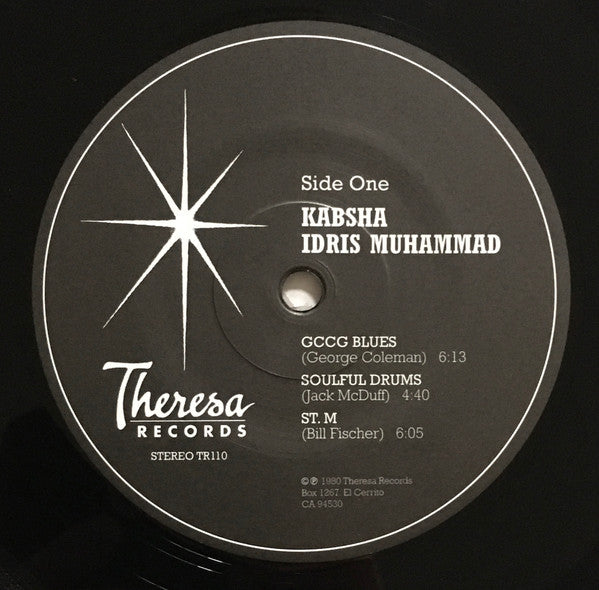 Side One
KABSHA
IDRIS MUHAMMAD
GCCG BLUES
(George Coleman) 6:13
SOULFUL DRUMS
(Jack McDuff) 4:40
ST. M
(Bill Fischer) 6:05
Theresa
RECORDS
STEREO TR110
© ℗ 1980 Theresa Records
Box 1267. El Cerrito
CA 94530